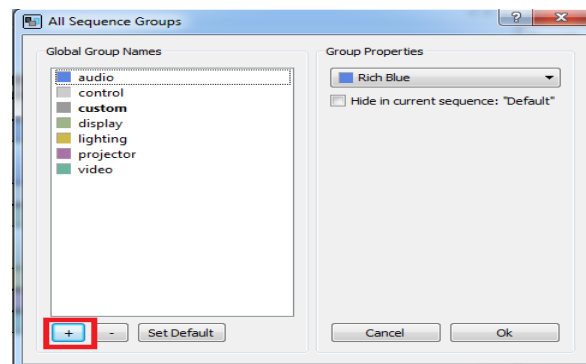 All Sequence Groups
Global Group Names
audio
control
custom
display
lighting
projector
video
+ - Set Default
Group Properties
Rich Blue
Hide in current sequence: "Default"
Cancel Ok